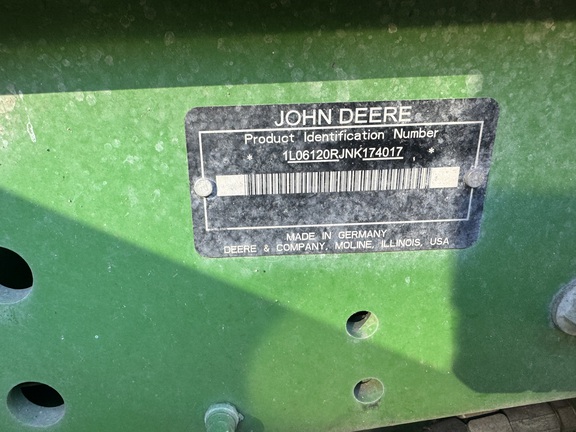 JOHN DEERE
Product Identification Number
* 1L06120RJNK174017 *
MADE IN GERMANY
DEERE & COMPANY, MOLINE, ILLINOIS, USA